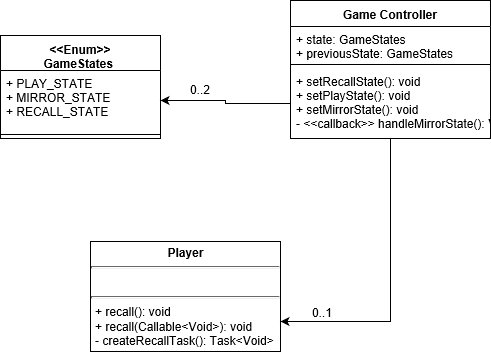 Game Controller
+ state: GameStates
+ previousState: GameStates
+ setRecallState(): void
+ setPlayState(): void
+ setMirrorState(): void
- <<callback>> handleMirrorState():
<<Enum>>
GameStates
+ PLAY_STATE
+ MIRROR_STATE
+ RECALL_STATE
0..2
Player
+ recall(): void
+ recall(Callable<Void>): void
- createRecallTask(): Task<Void>
0..1